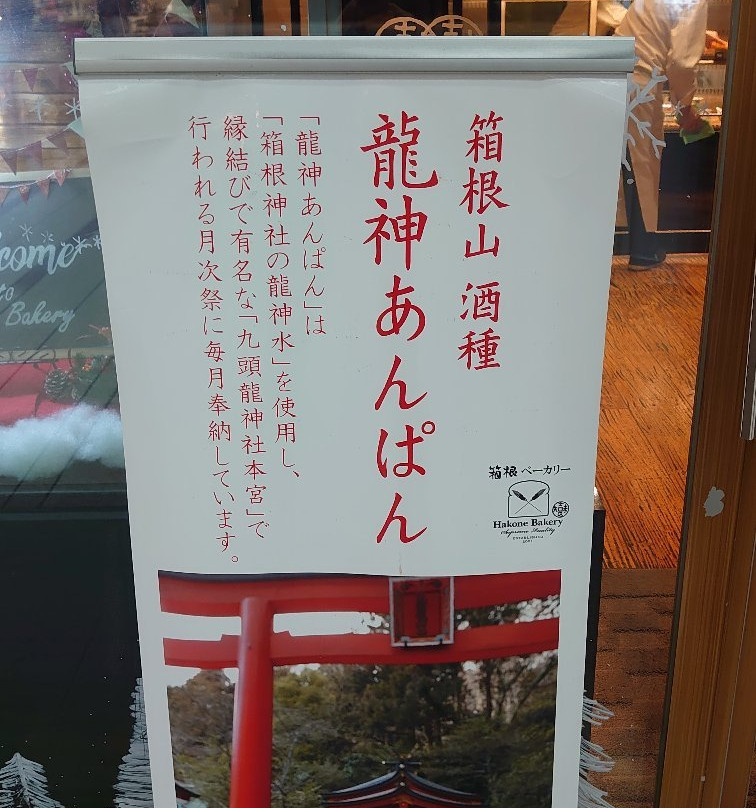 箱根山 酒種
龍神あんぱん
「龍神あんぱん」は
「箱根神社の龍神水」を使用し、
縁結びで有名な「九頭龍神社本宮」で
行われる月次祭に毎月奉納しています。
箱根 ベーカリー
Hakone Bakery
Supreme Quality
come
to
Bakery